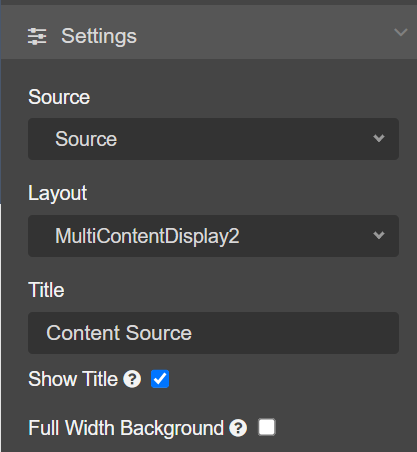 Settings
Source
Source
Layout
MultiContentDisplay2
Title
Content Source
Show Title ?
Full Width Background ?